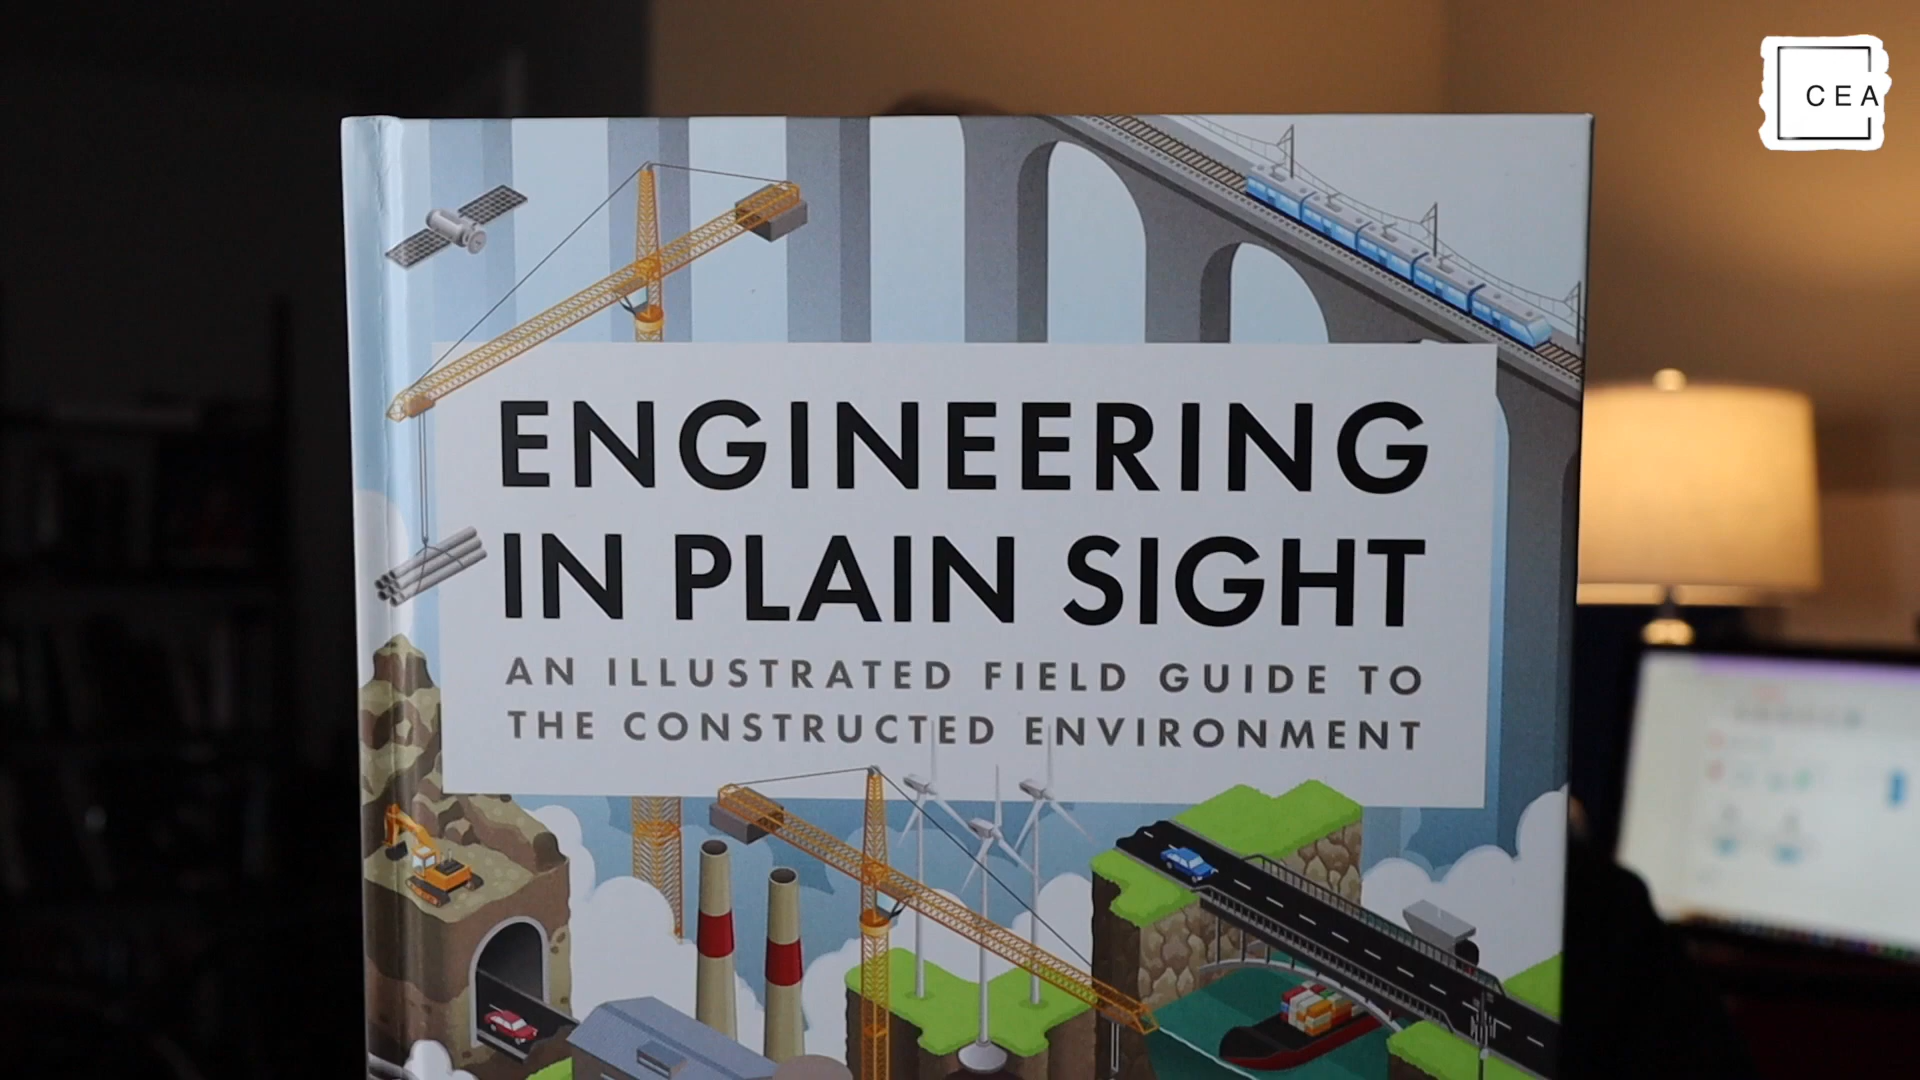 CEA
ENGINEERING
IN PLAIN SIGHT
AN ILLUSTRATED FIELD GUIDE TO
THE CONSTRUCTED ENVIRONMENT